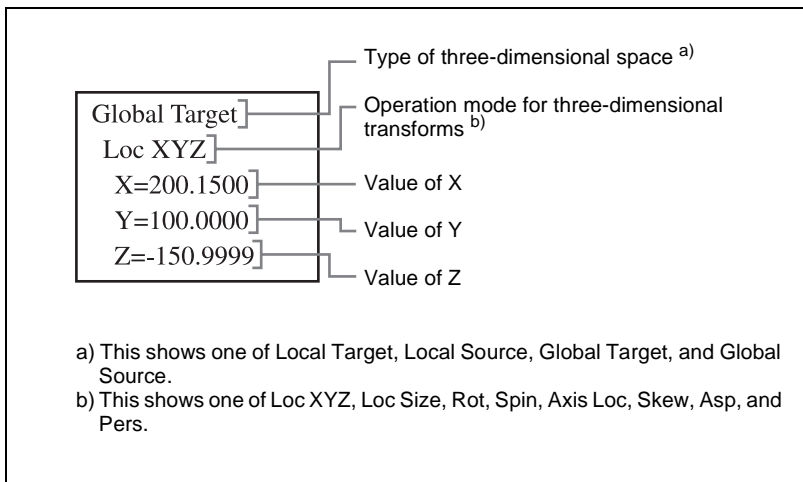 Type of three-dimensional space a)
Global Target
Operation mode for three-dimensional
transforms b)
Loc XYZ
X=200.1500
Value of X
Y=100.0000
Value of Y
Z=-150.9999
Value of Z
a) This shows one of Local Target, Local Source, Global Target, and Global
Source.
b) This shows one of Loc XYZ, Loc Size, Rot, Spin, Axis Loc, Skew, Asp, and
Pers.